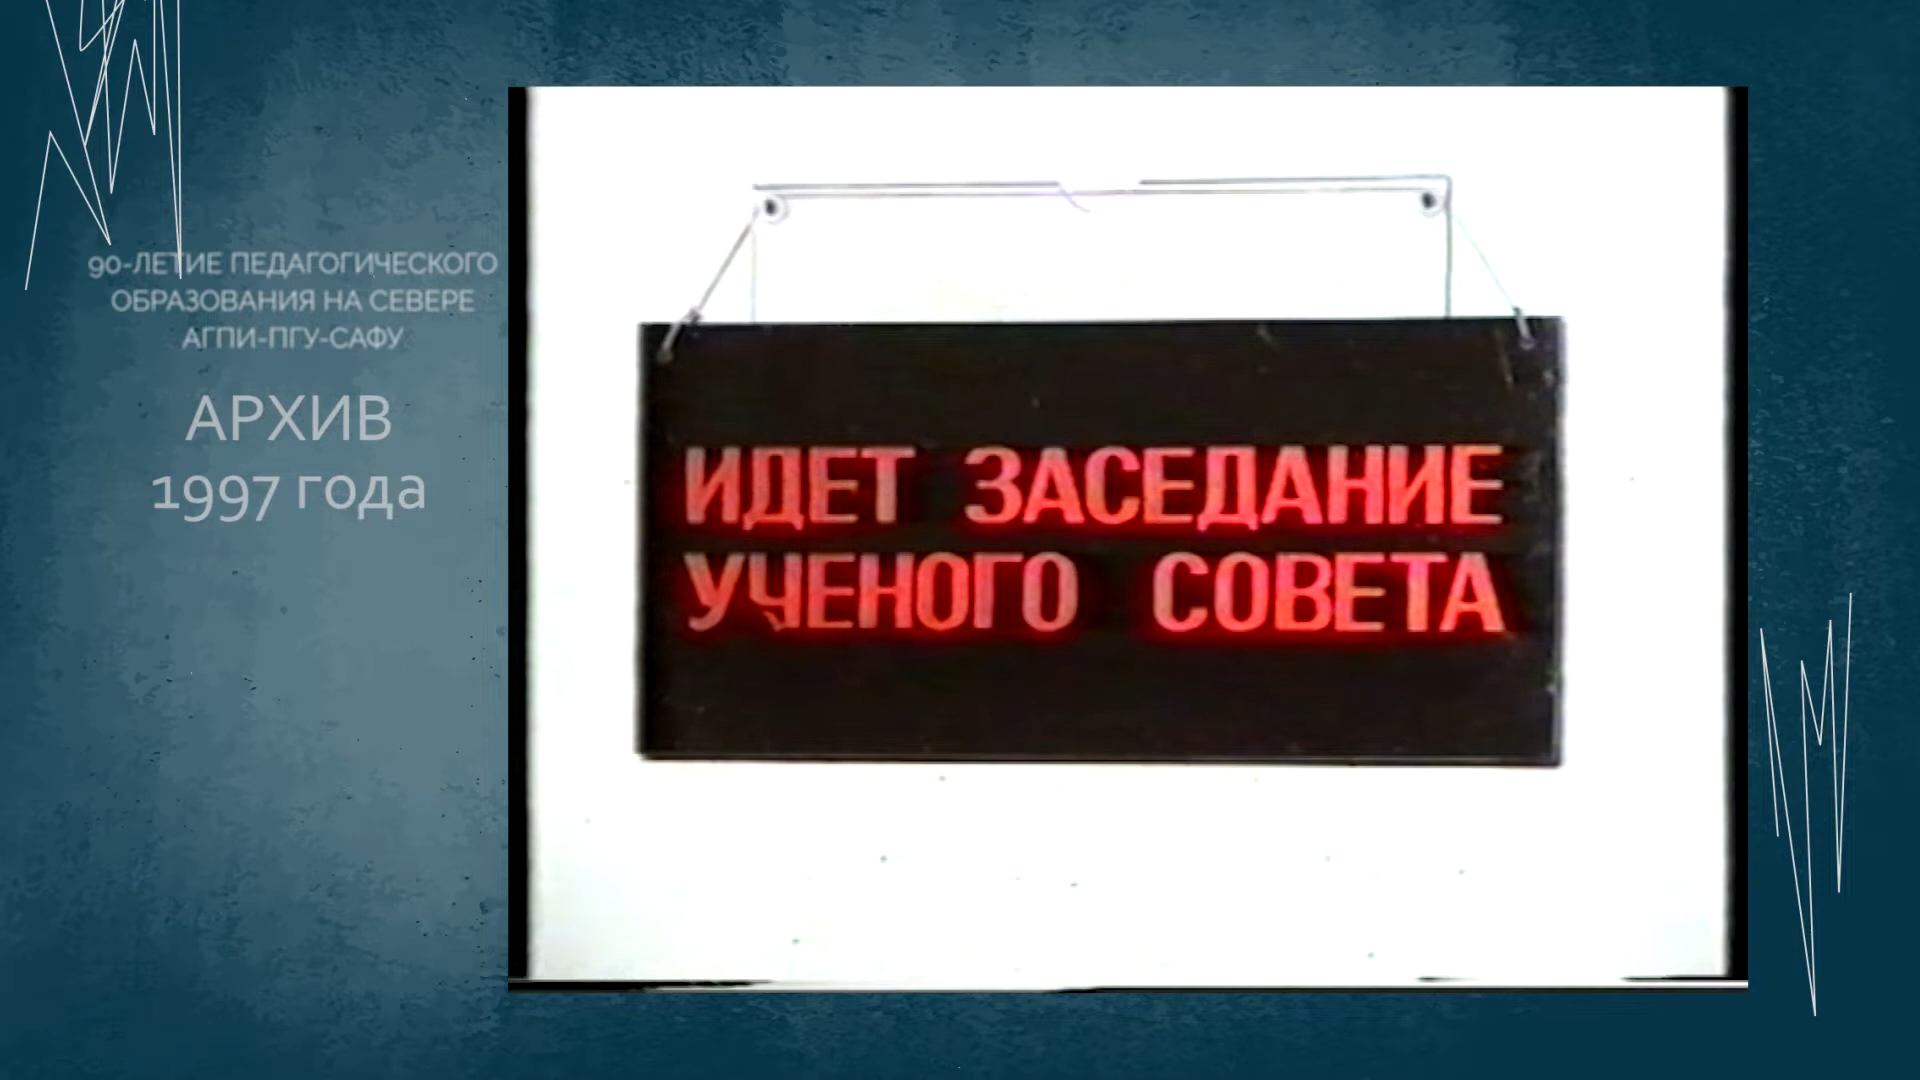 90-ЛЕТИЕ ПЕДАГОГИЧЕСКОГО
ОБРАЗОВАНИЯ НА СЕВЕРЕ
АГПИ-ПГУ-САФУ
АРХИВ
1997 года
ИДЕТ ЗАСЕДАНИЕ
УЧЕНОГО СОВЕТА